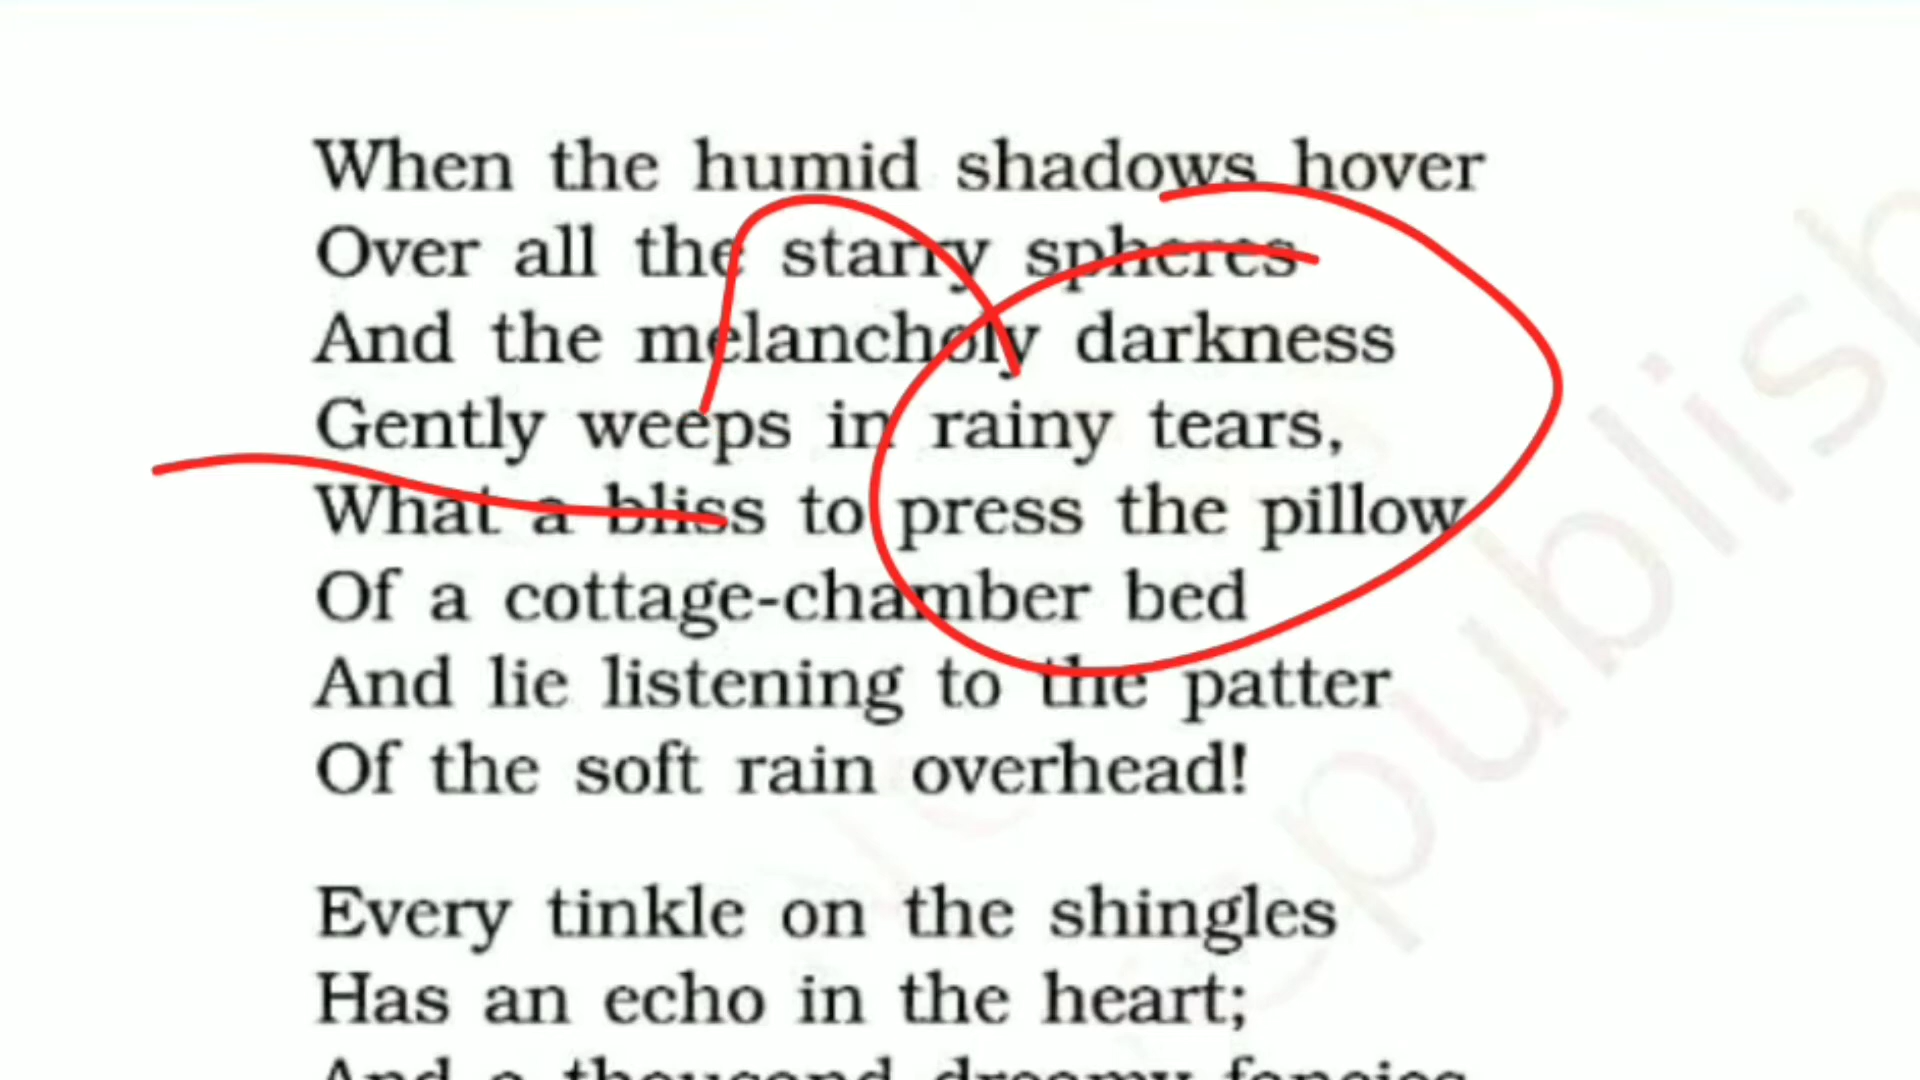 When the humid shadows hover
Over all the starry spheres
And the melancholy darkness
Gently weeps in rainy tears,
What a bliss to press the pillow
Of a cottage-chamber bed
And lie listening to the patter
Of the soft rain overhead!
Every tinkle on the shingles
Has an echo in the heart;
And a thousand dreamy fancies
republish